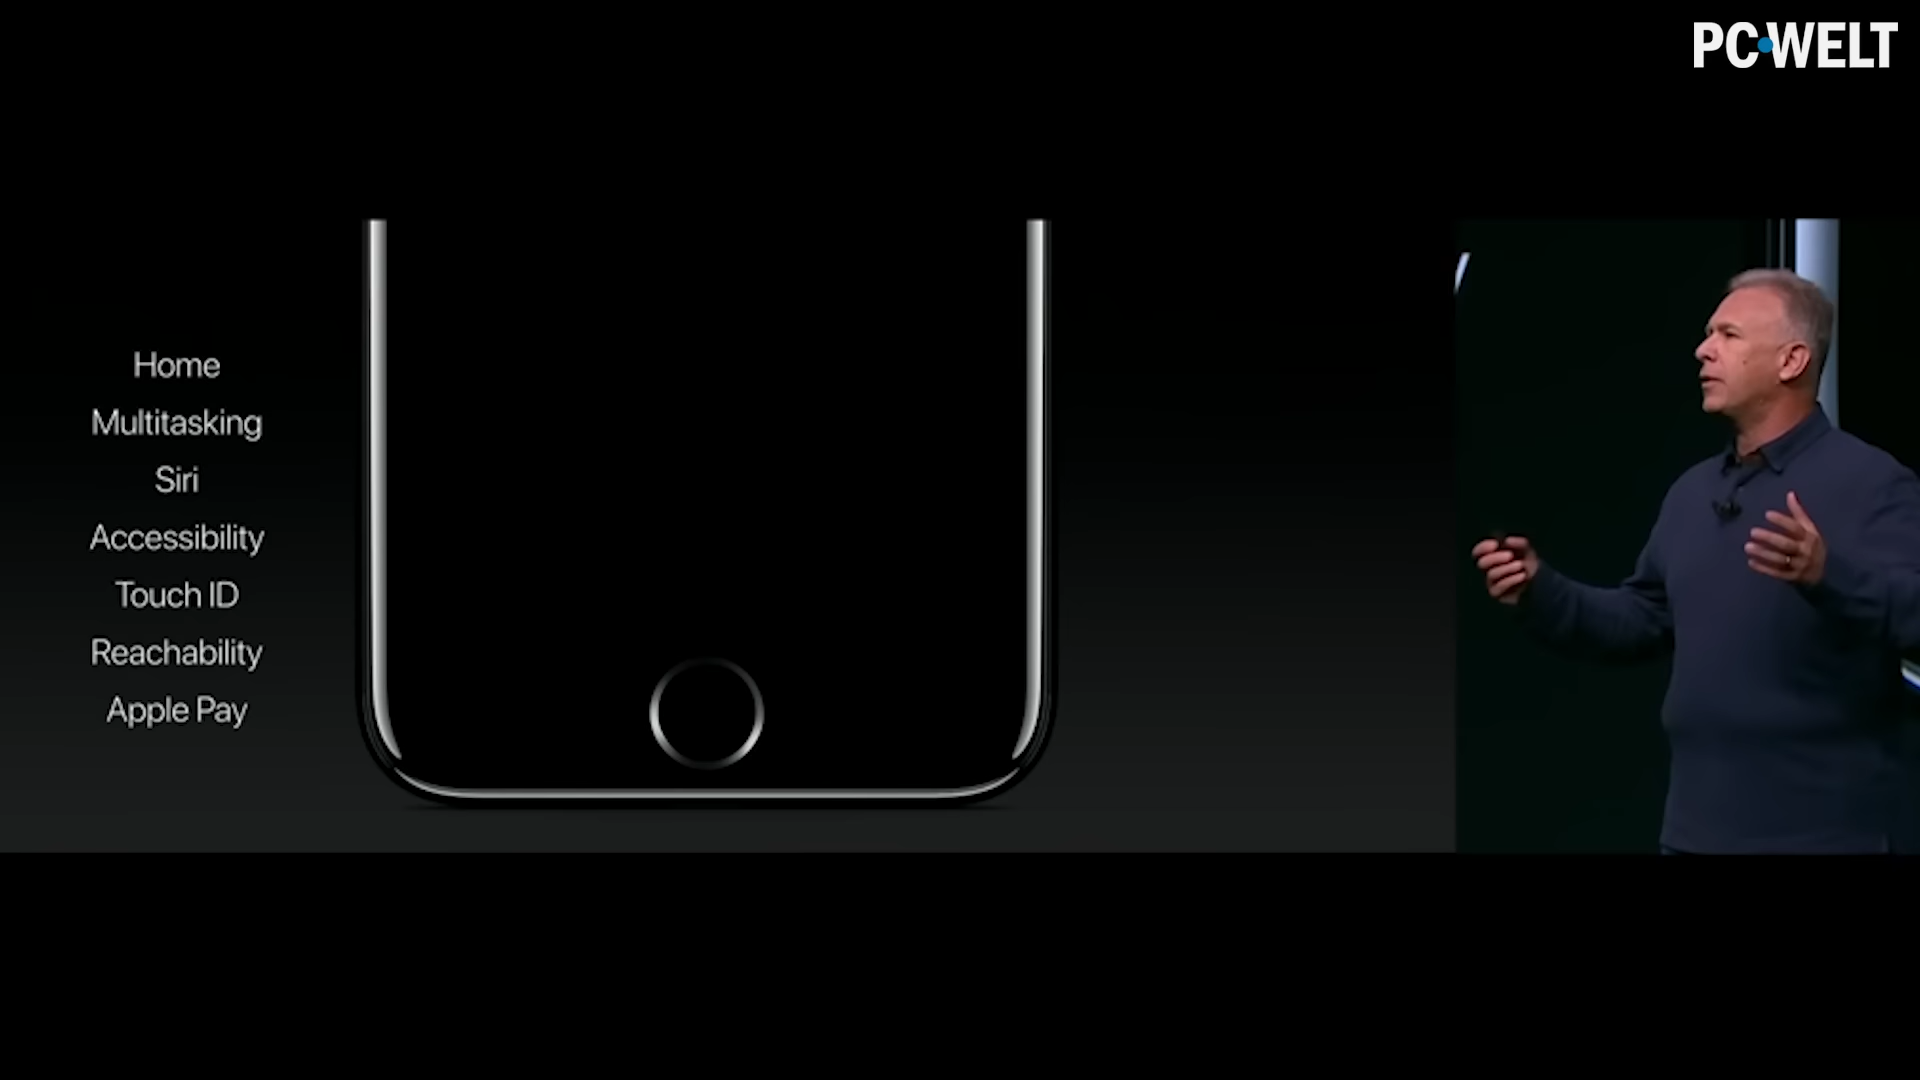 PC WELT
Home
Multitasking
Siri
Accessibility
Touch ID
Reachability
Apple Pay